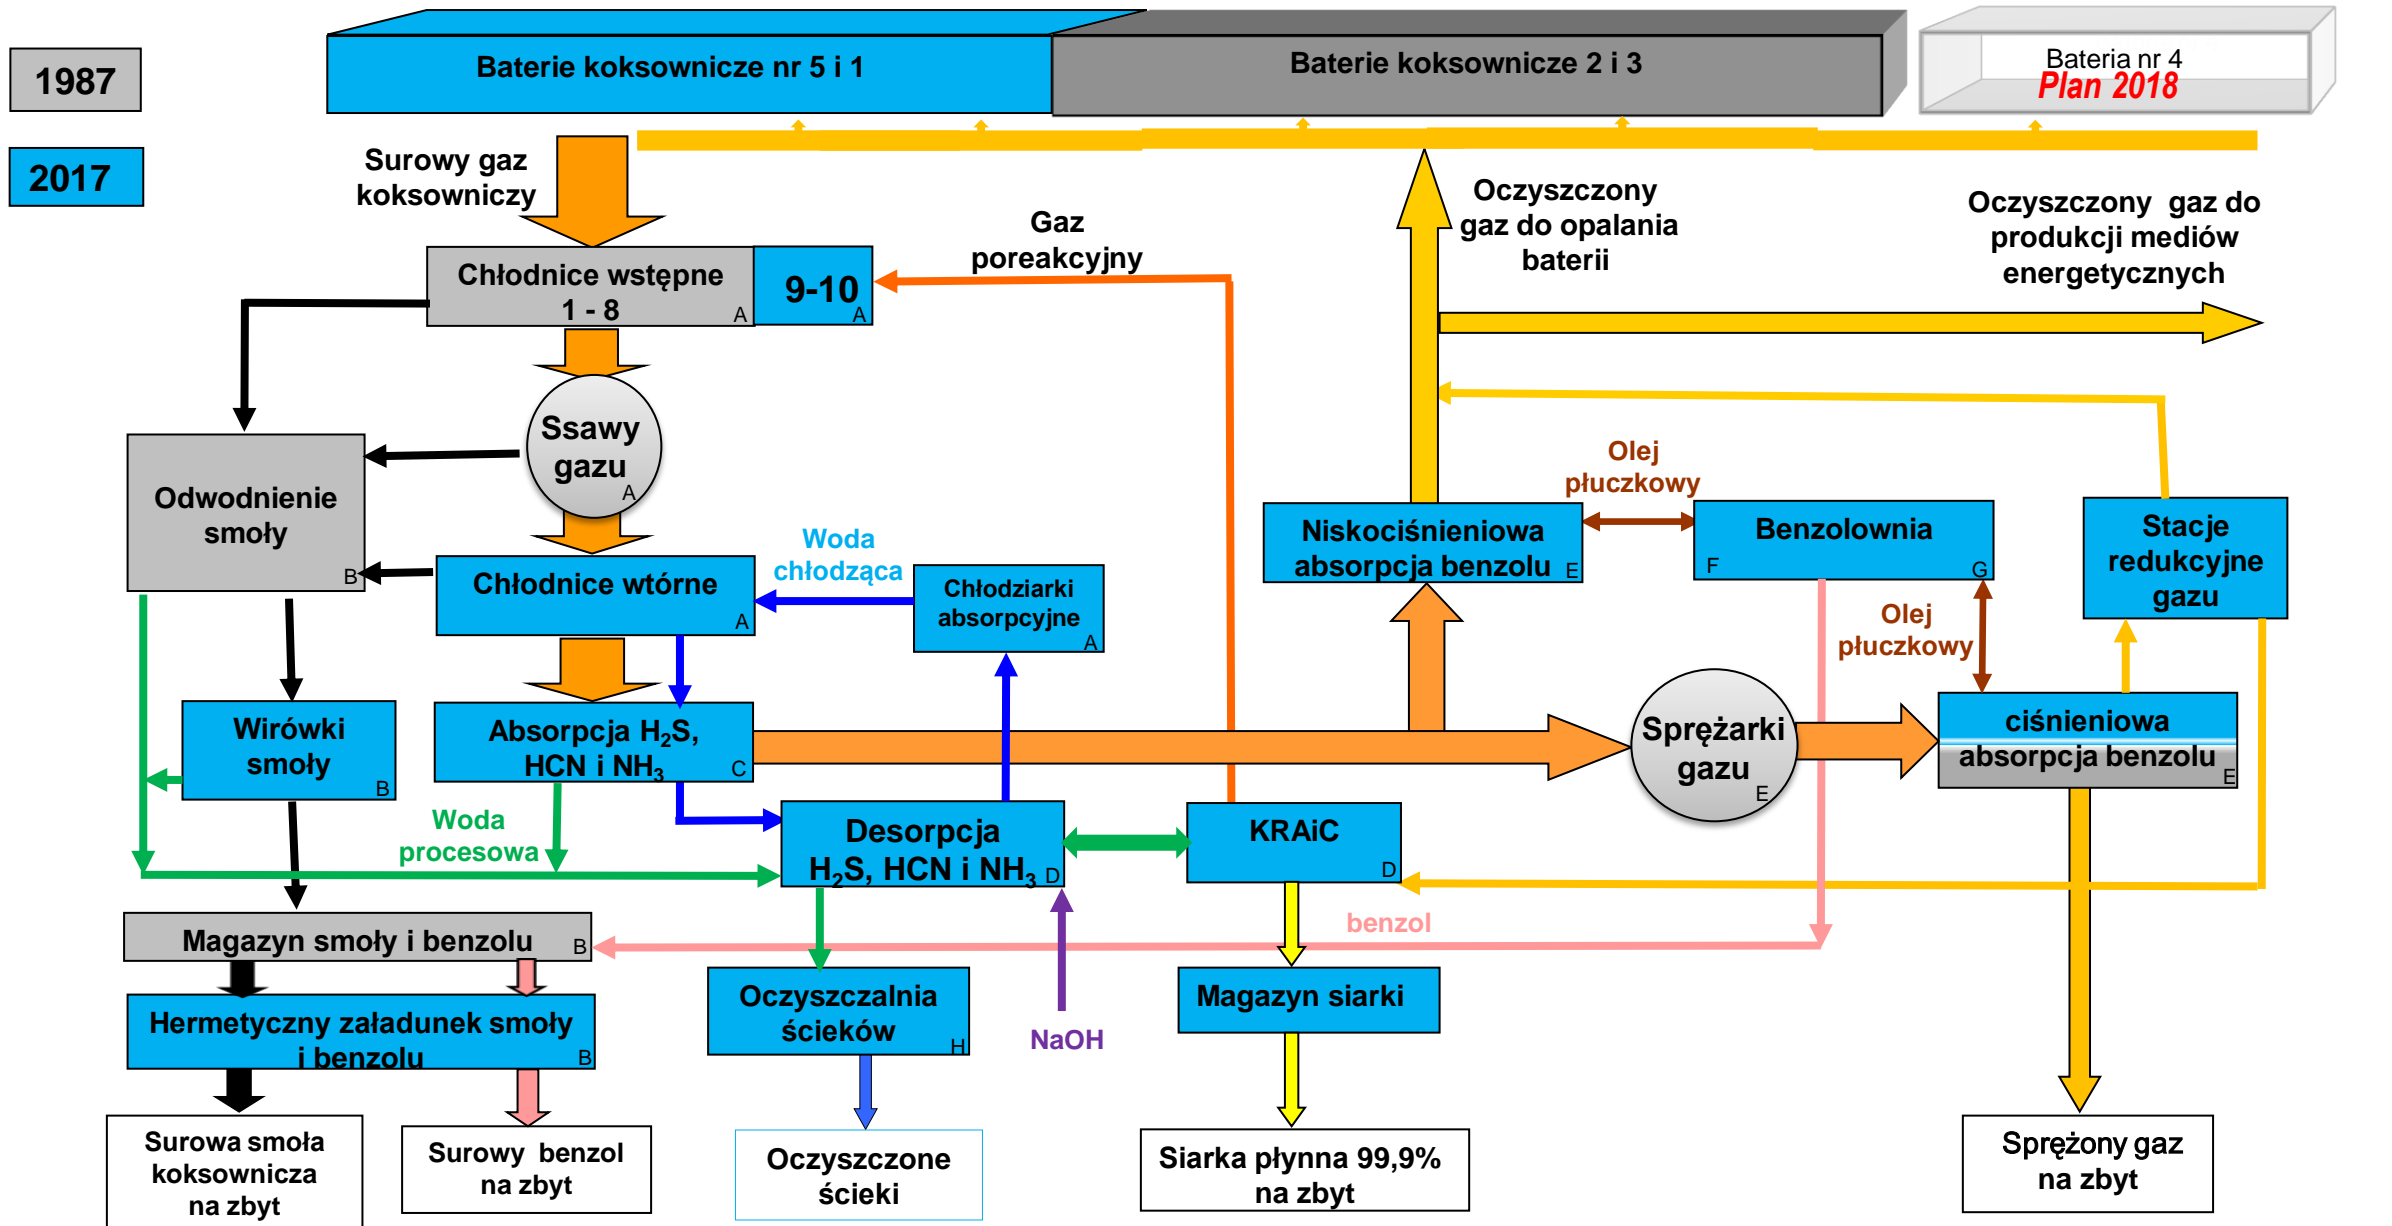 1987
2017
Baterie koksownicze nr 5 i 1
Baterie koksownicze 2 i 3
Bateria nr 4
Plan 2018
Surowy gaz
koksowniczy
Gaz
poreakcyjny
Oczyszczony
gaz do opalania
baterii
Oczyszczony gaz do
produkcji mediów
energetycznych
Chłodnice wstępne
1 - 8
A
9-10
A
Ssawy
gazu
A
Odwodnienie
smoły
B
Chłodnice wtórne
A
Woda
chłodząca
Chłodziarki
absorpcyjne
A
Niskociśnieniowa
absorpcja benzolu
E
Olej
płuczkowy
Benzolownia
F
G
Stacje
redukcyjne
gazu
Olej
płuczkowy
Wirówki
smoły
B
Absorpcja H₂S,
HCN i NH₃
C
Sprężarki
gazu
E
ciśnieniowa
absorpcja benzolu
E
Woda
procesowa
Desorpcja
H₂S, HCN i NH₃
D
KRAiC
D
benzol
Magazyn smoły i benzolu
B
Hermetyczny załadunek smoły
i benzolu
B
Oczyszczalnia
ścieków
H
NaOH
Magazyn siarki
Surowa smoła
koksownicza
na zbyt
Surowy benzol
na zbyt
Oczyszczone
ścieki
Siarka płynna 99,9%
na zbyt
Sprężony gaz
na zbyt